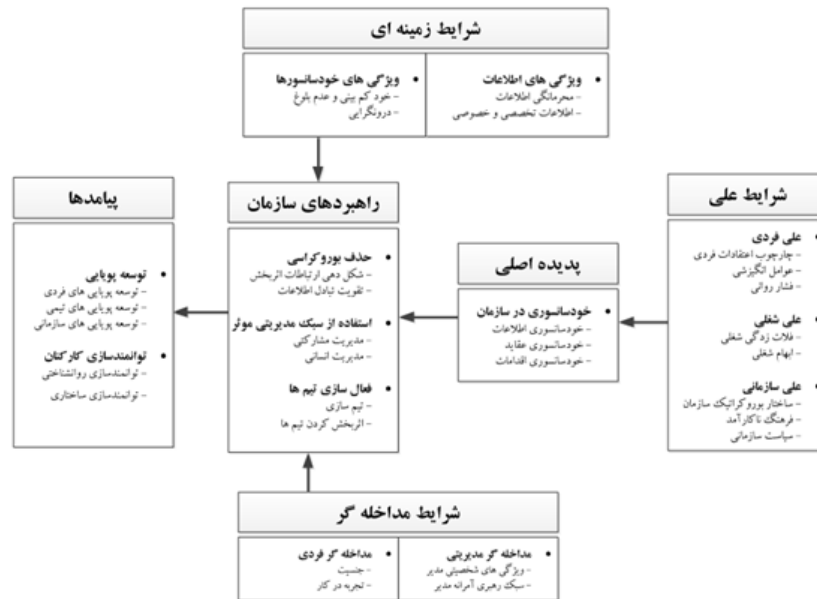 شرایط زمینه ای
• ویژگی های اطلاعات
- محرمانگی اطلاعات
- اطلاعات تخصصی و خصوصی
• ویژگی های خودسانسورها
- خود کم بینی و عدم بلوغ
- درونگرایی
شرایط علی
• علی فردی
- چارچوب اعتقادات فردی
- عوامل انگیزشی
- فشار روانی
• علی شغلی
- فلات زدگی شغلی
- ابهام شغلی
• علی سازمانی
- ساختار بوروکراتیک سازمان
- فرهنگ ناکارآمد
- سیاست سازمانی
پدیده اصلی
• خودسانسوری در سازمان
- خودسانسوری اطلاعات
- خودسانسوری عقاید
- خودسانسوری اقدامات
راهبردهای سازمان
• حذف بوروکراسی
- شکل دهی ارتباطات اثربخش
- تقویت تبادل اطلاعات
• استفاده از سبک مدیریتی موثر
- مدیریت مشارکتی
- مدیریت انسانی
• فعال سازی تیم ها
- تیم سازی
- اثربخش کردن تیم ها
پیامدها
• توسعه پویایی
- توسعه پویایی های فردی
- توسعه پویایی های تیمی
- توسعه پویایی های سازمانی
• توانمندسازی کارکنان
- توانمندسازی روانشناختی
- توانمندسازی ساختاری
شرایط مداخله گر
• مداخله گر مدیریتی
- ویژگی های شخصیتی مدیر
- سبک رهبری آمرانه مدیر
• مداخله گر فردی
- جنسیت
- تجربه در کار